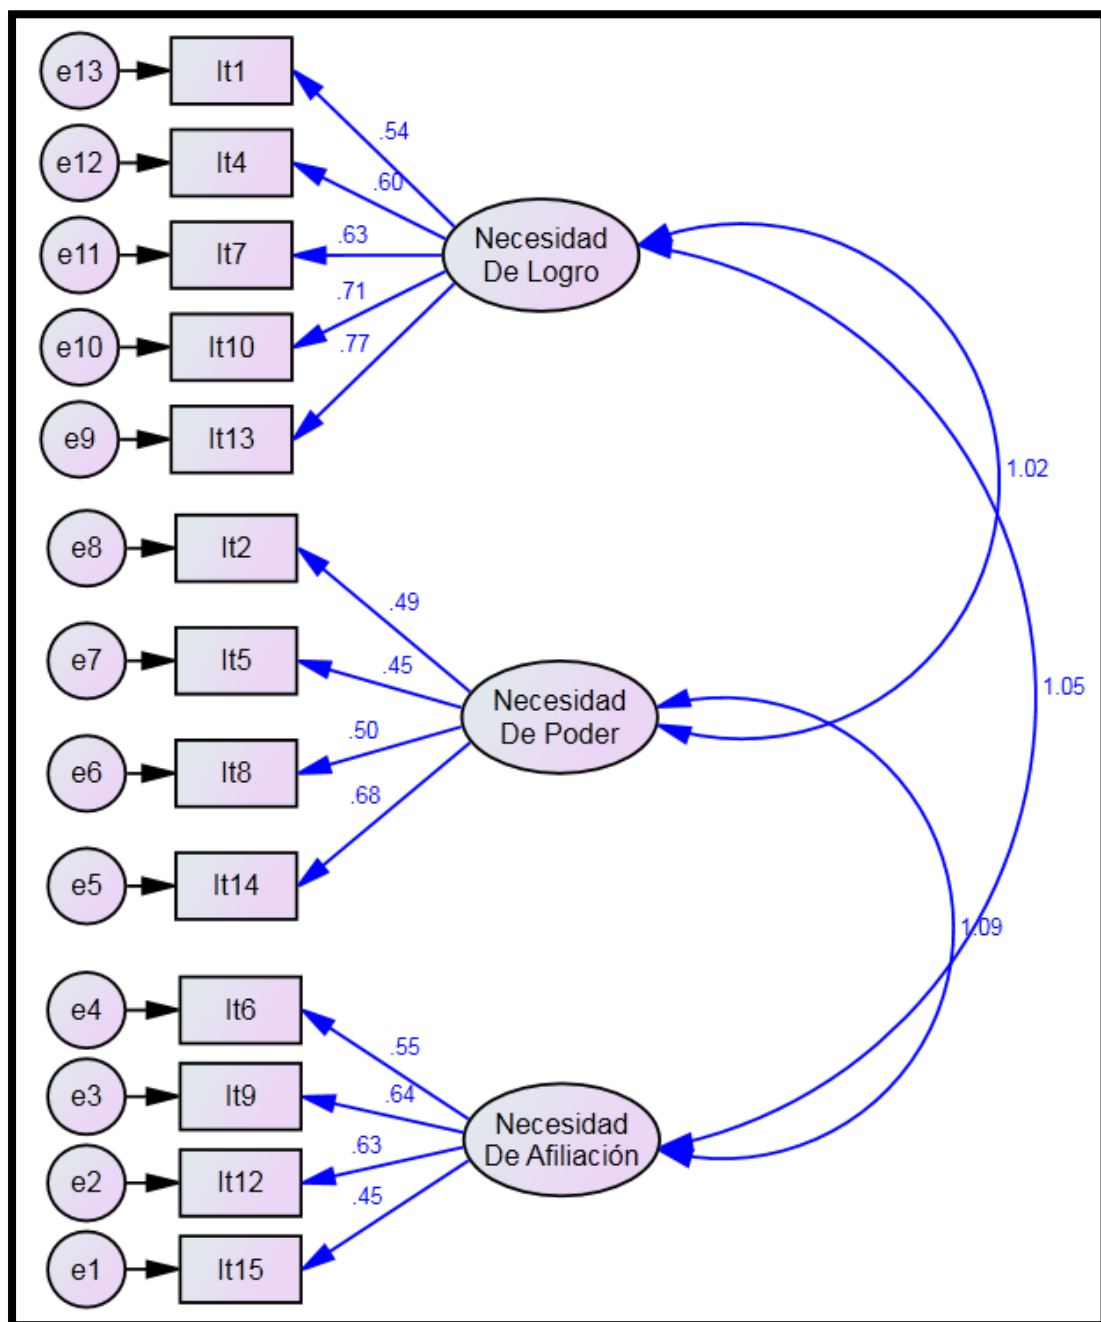 e13
It1
.54
e12
It4
.60
Necesidad
De Logro
e11
It7
.63
e10
It10
.71
e9
It13
.77
1.02
e8
It2
.49
e7
It5
.45
Necesidad
De Poder
1.05
e6
It8
.50
e5
It14
.68
1.09
e4
It6
.55
e3
It9
.64
Necesidad
De Afiliación
e2
It12
.63
e1
It15
.45